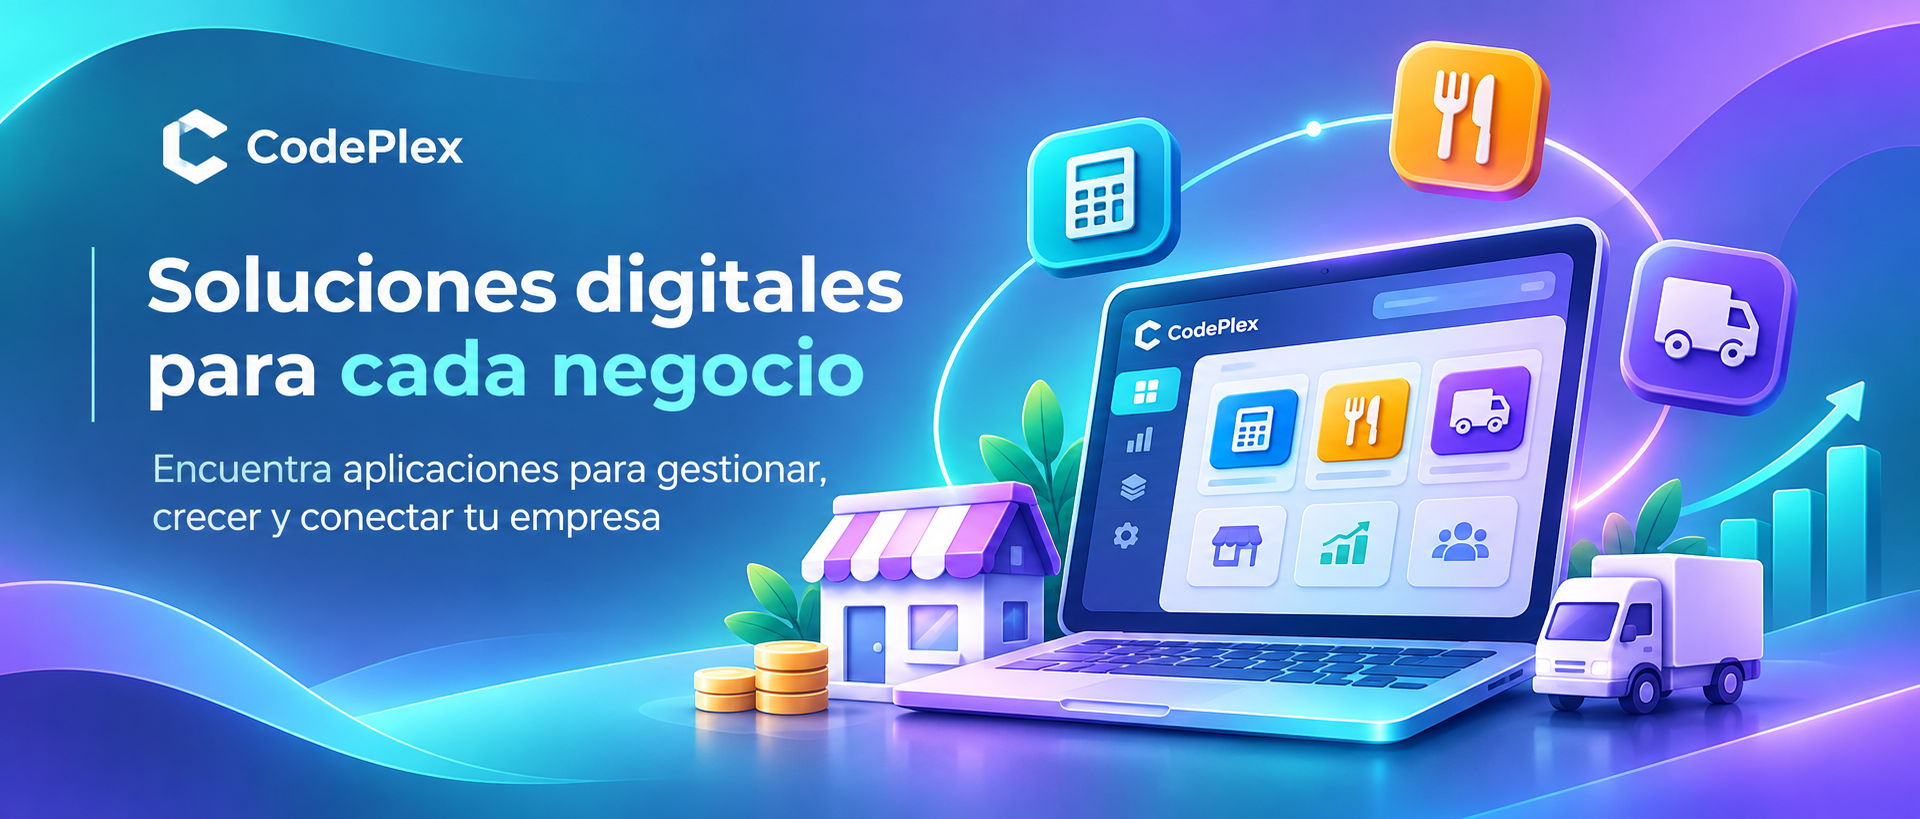 CodePlex
Soluciones digitales
para cada negocio
Encuentra aplicaciones para gestionar,
crecer y conectar tu empresa
CodePlex